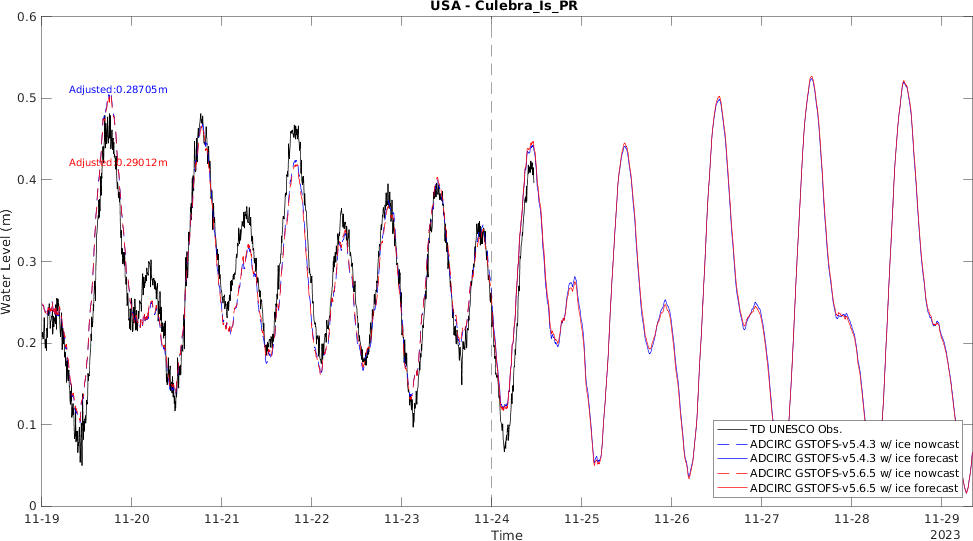 USA - Culebra_Is_PR
0.6
0.5
0.4
0.3
0.2
0.1
0
Water Level (m)
Adjusted:0.28705m
Adjusted:0.29012m
TD UNESCO Obs.
ADCIRC GSTOFS-v5.4.3 w/ ice nowcast
ADCIRC GSTOFS-v5.4.3 w/ ice forecast
ADCIRC GSTOFS-v5.6.5 w/ ice nowcast
ADCIRC GSTOFS-v5.6.5 w/ ice forecast
11-19 11-20 11-21 11-22 11-23 11-24 11-25 11-26 11-27 11-28 11-29
2023
Time